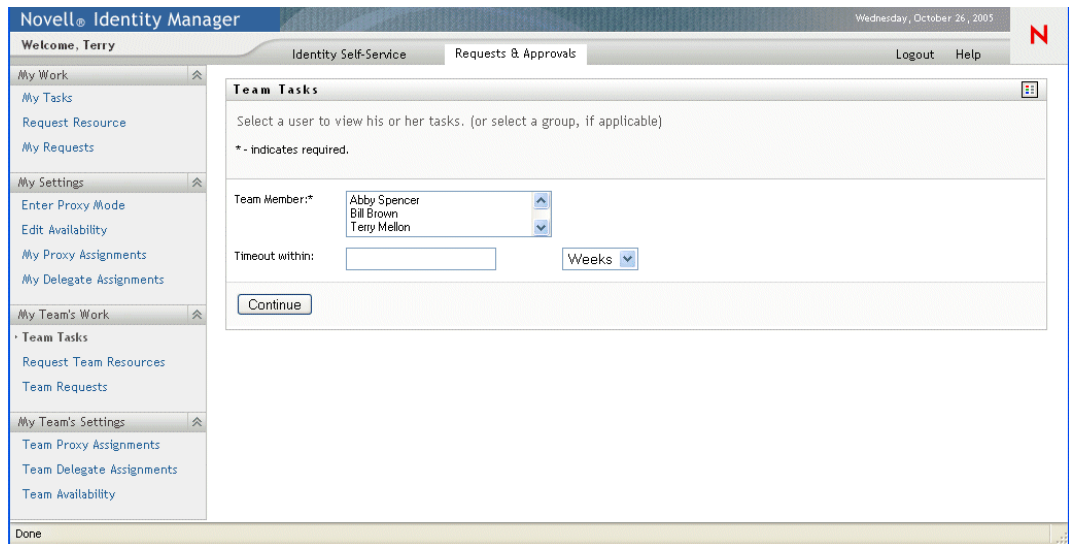 Novell® Identity Manager
Wednesday, October 26, 2005
N
Welcome, Terry
Identity Self-Service
Requests & Approvals
Logout
Help
My Work
My Tasks
Request Resource
My Requests
My Settings
Enter Proxy Mode
Edit Availability
My Proxy Assignments
My Delegate Assignments
My Team's Work
Team Tasks
Request Team Resources
Team Requests
My Team's Settings
Team Proxy Assignments
Team Delegate Assignments
Team Availability
Team Tasks
Select a user to view his or her tasks. (or select a group, if applicable)
* - indicates required.
Team Member:*
Abby Spencer
Bill Brown
Terry Mellon
Timeout within:
Weeks
Continue
Done